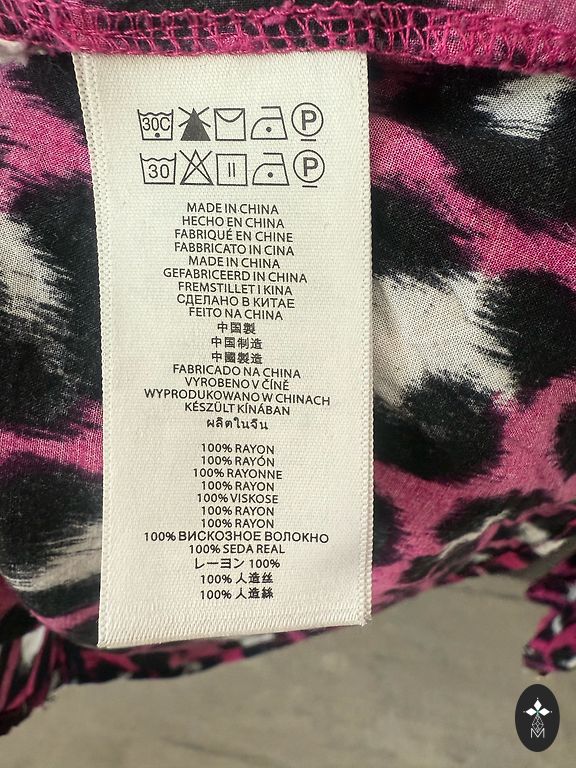 30C P
30 P
MADE IN CHINA
HECHO EN CHINA
FABRIQUÉ EN CHINE
FABBRICATO IN CINA
MADE IN CHINA
GEFABRICEERD IN CHINA
FREMSTILLET I KINA
СДЕЛАНО В КИТАЕ
FEITO NA CHINA
中国製
中国制造
中國製造
FABRICADO NA CHINA
VYROBENO V ČÍNĚ
WYPRODUKOWANO W CHINACH
KÉSZÜLT KÍNÁBAN
ผลิตในจีน
100% RAYON
100% RAYÓN
100% RAYONNE
100% RAYON
100% VISKOSE
100% RAYON
100% RAYON
100% ВИСКОЗНОЕ ВОЛОКНО
100% SEDA REAL
レーヨン 100%
100% 人造丝
100% 人造絲
M